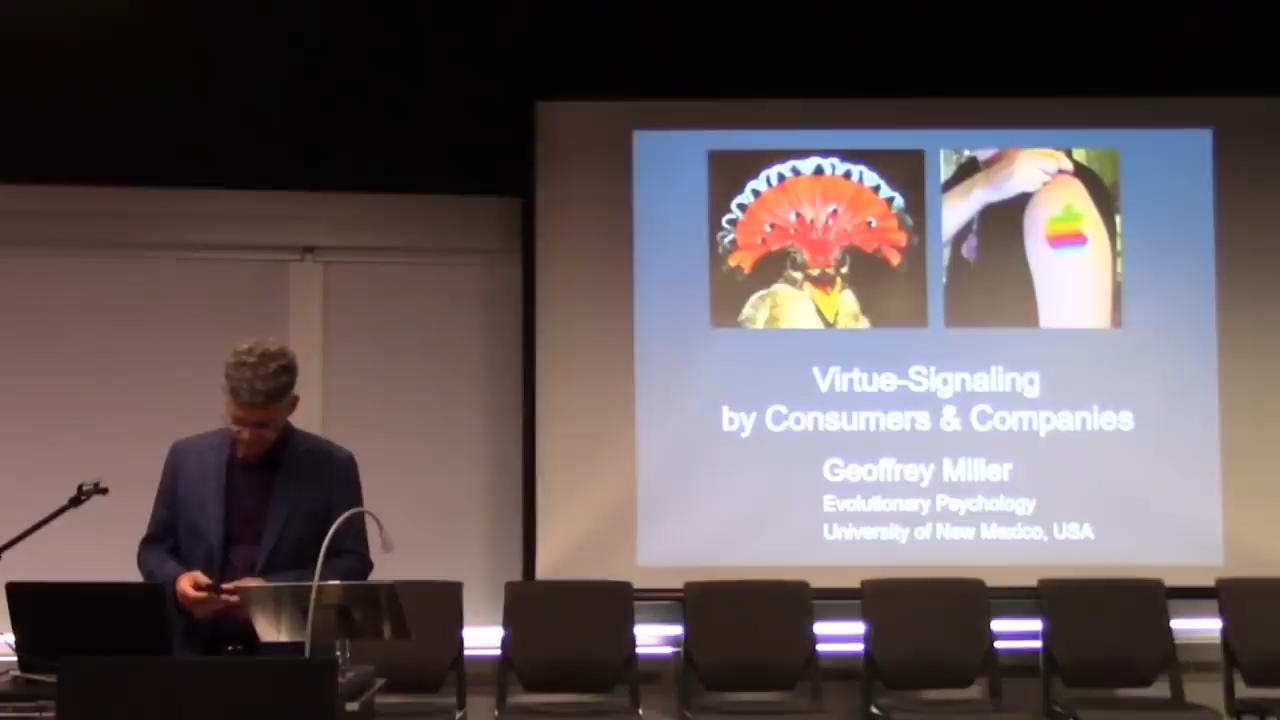 Virtue-Signaling
by Consumers & Companies
Geoffrey Miller
Evolutionary Psychology
University of New Mexico, USA